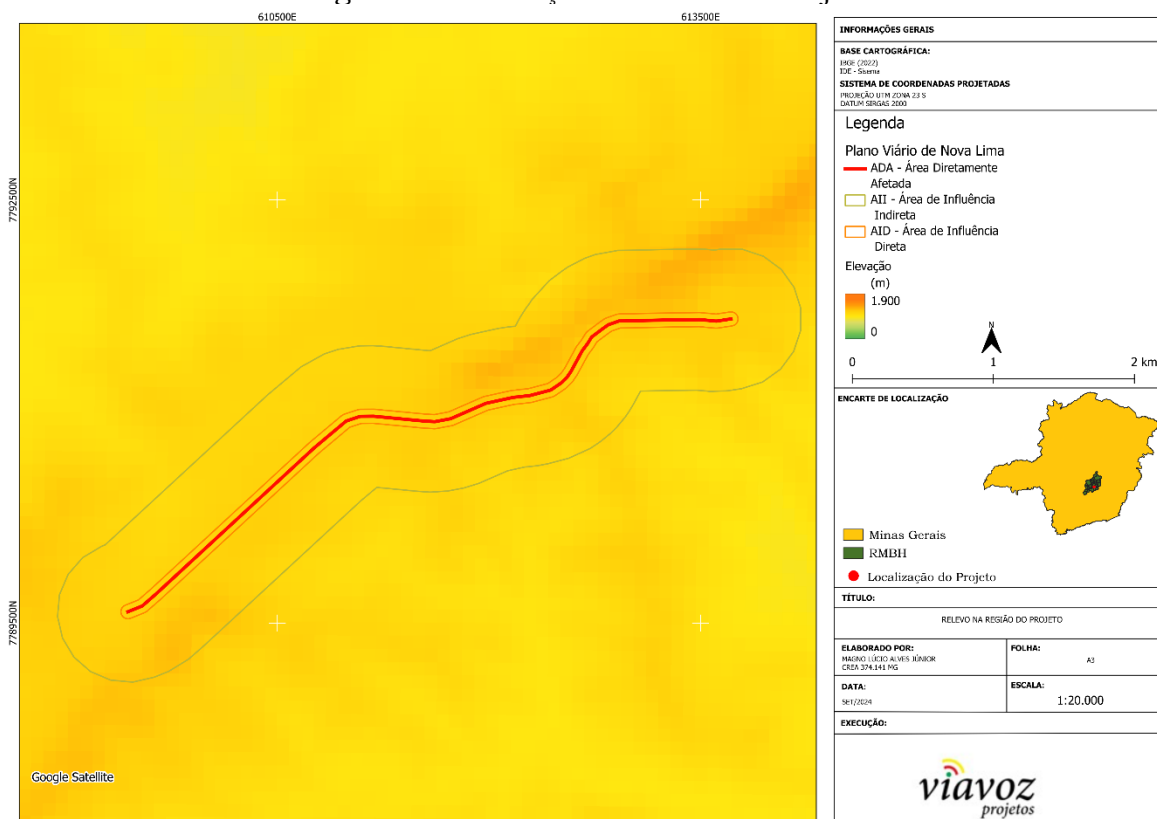 610500E
613500E
7792500N
7789500N
Google Satellite
INFORMAÇÕES GERAIS
BASE CARTOGRÁFICA:
IBGE (2022)
IDE - Sisema
SISTEMA DE COORDENADAS PROJETADAS
PROJEÇÃO UTM ZONA 23 S
DATUM SIRGAS 2000
Legenda
Plano Viário de Nova Lima
ADA - Área Diretamente
Afetada
AII - Área de Influência
Indireta
AID - Área de Influência
Direta
Elevação
(m)
1.900
0
N
0 1 2 km
ENCARTE DE LOCALIZAÇÃO
Minas Gerais
RMBH
Localização do Projeto
TÍTULO:
RELEVO NA REGIÃO DO PROJETO
ELABORADO POR:
MAGNO LÚCIO ALVES JÚNIOR
CREA 374.141 MG
FOLHA:
A3
DATA:
SET/2024
ESCALA:
1:20.000
EXECUÇÃO:
viavoz
projetos